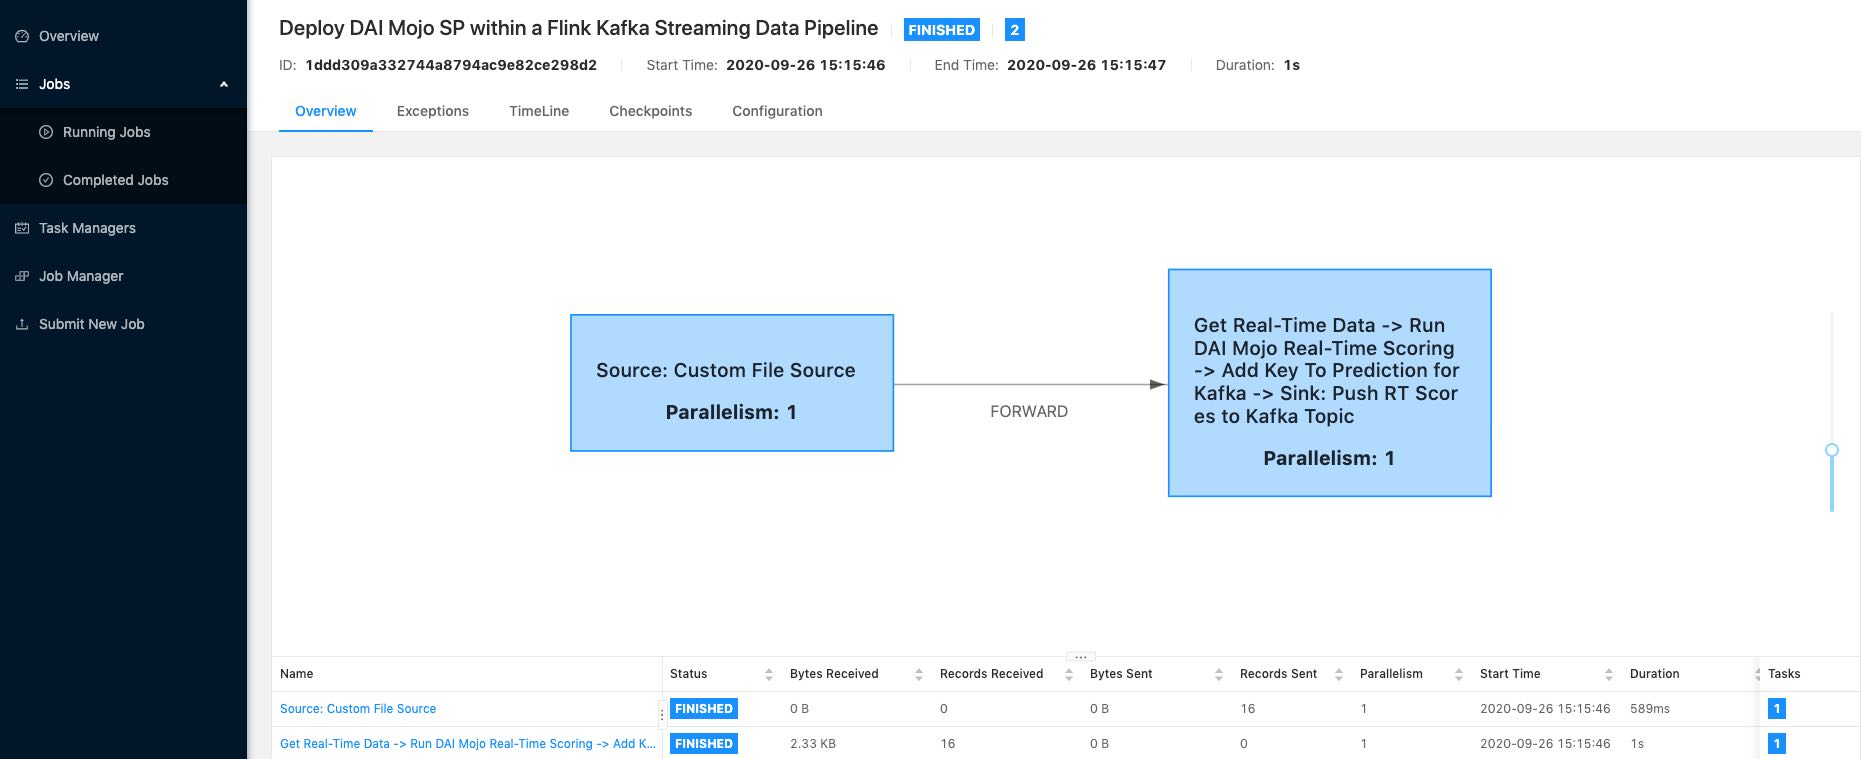 Overview
Jobs
Running Jobs
Completed Jobs
Task Managers
Job Manager
Submit New Job
Deploy DAI Mojo SP within a Flink Kafka Streaming Data Pipeline FINISHED 2
ID: 1ddd309a332744a8794ac9e82ce298d2 Start Time: 2020-09-26 15:15:46 End Time: 2020-09-26 15:15:47 Duration: 1s
Overview Exceptions TimeLine Checkpoints Configuration
Source: Custom File Source
Parallelism: 1
FORWARD
Get Real-Time Data -> Run
DAI Mojo Real-Time Scoring
-> Add Key To Prediction for
Kafka -> Sink: Push RT Scor
es to Kafka Topic
Parallelism: 1
Name Status Bytes Received Records Received Bytes Sent Records Sent Parallelism Start Time Duration Tasks
Source: Custom File Source FINISHED 0 B 0 0 B 16 1 2020-09-26 15:15:46 589ms 1
Get Real-Time Data -> Run DAI Mojo Real-Time Scoring -> Add K... FINISHED 2.33 KB 16 0 B 0 1 2020-09-26 15:15:46 1s 1